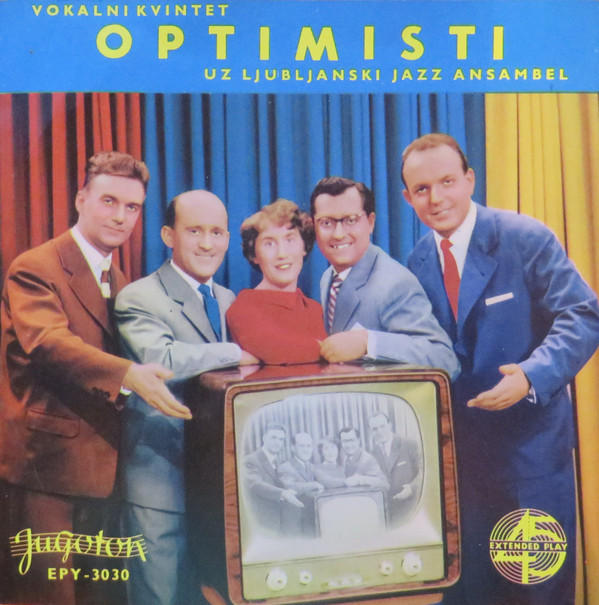 VOKALNI KVINTET
OPTIMISTI
UZ LJUBLJANSKI JAZZ ANSAMBEL
Jugoton
EPY-3030
45
EXTENDED PLAY